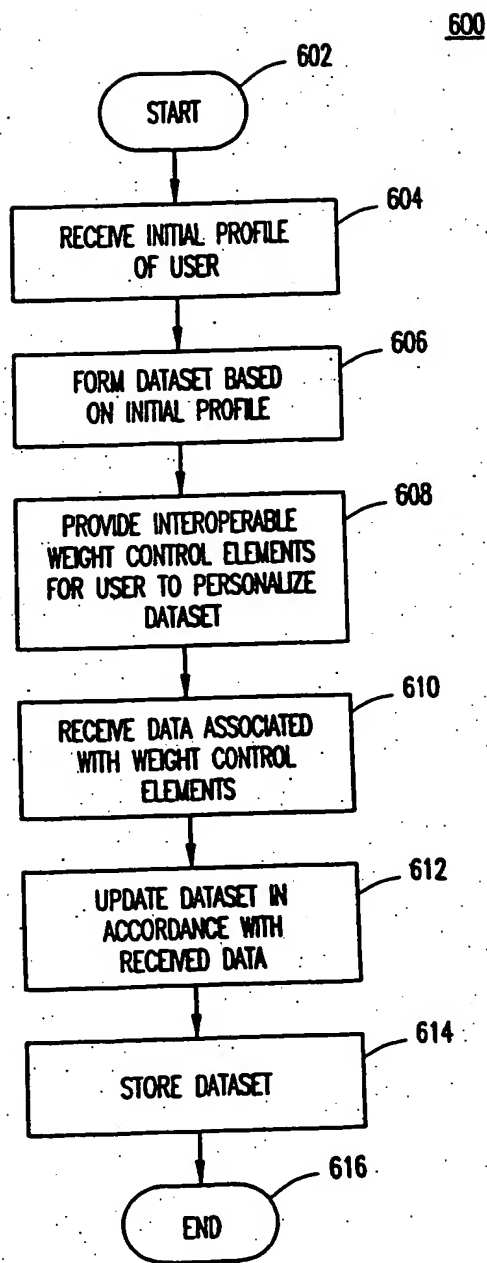 600
602
START
604
RECEIVE INITIAL PROFILE
OF USER
606
FORM DATASET BASED
ON INITIAL PROFILE
608
PROVIDE INTEROPERABLE
WEIGHT CONTROL ELEMENTS
FOR USER TO PERSONALIZE
DATASET
610
RECEIVE DATA ASSOCIATED
WITH WEIGHT CONTROL
ELEMENTS
612
UPDATE DATASET IN
ACCORDANCE WITH
RECEIVED DATA
614
STORE DATASET
616
END